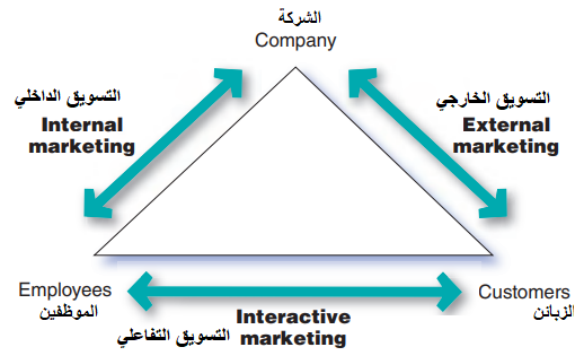 الشركة
Company
التسويق الداخلي
Internal
marketing
التسويق الخارجي
External
marketing
Employees
الموظفين
Customers
الزبائن
Interactive
marketing
التسويق التفاعلي